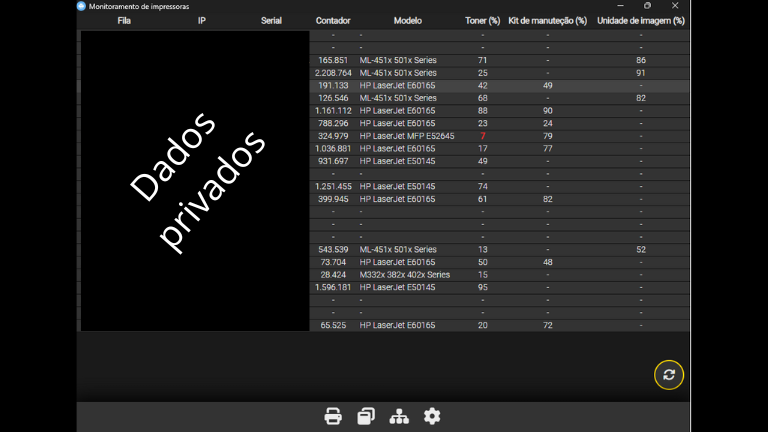 Monitoramento de impressoras
Fila IP Serial Contador Modelo Toner (%) Kit de manuteção (%) Unidade de imagem (%)
- - - - -
- - - - -
165.851 ML-451x 501x Series 71 - 86
2.208.764 ML-451x 501x Series 25 - 91
191.133 HP LaserJet E60165 42 49 -
126.546 ML-451x 501x Series 68 - 82
1.161.112 HP LaserJet E60165 88 90 -
788.296 HP LaserJet E60165 23 24 -
324.979 HP LaserJet MFP E52645 7 79 -
1.036.881 HP LaserJet E60165 17 77 -
931.697 HP LaserJet E50145 49 - -
- - - - -
1.251.455 HP LaserJet E50145 74 - -
399.945 HP LaserJet E60165 61 82 -
- - - - -
- - - - -
- - - - -
543.539 ML-451x 501x Series 13 - 52
73.704 HP LaserJet E60165 50 48 -
28.424 M332x 382x 402x Series 15 - -
1.596.181 HP LaserJet E50145 95 - -
- - - - -
- - - - -
65.525 HP LaserJet E60165 20 72 -
Dados
privados